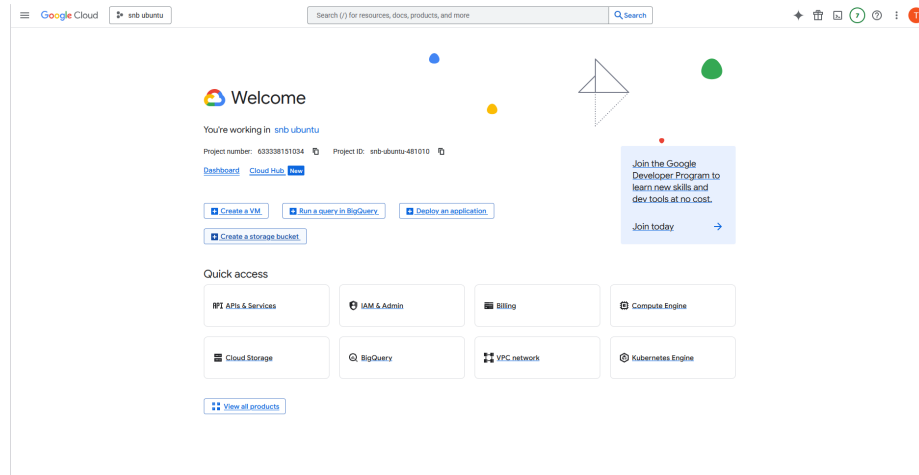 Google Cloud snb ubuntu Search (/) for resources, docs, products, and more Search 7 T
Welcome
You're working in snb ubuntu
Project number: 633338151034 Project ID: snb-ubuntu-481010
Dashboard Cloud Hub New
Join the Google
Developer Program to
learn new skills and
dev tools at no cost.
Join today
Create a VM Run a query in BigQuery Deploy an application
Create a storage bucket
Quick access
API APIs & Services IAM & Admin Billing Compute Engine
Cloud Storage BigQuery VPC network Kubernetes Engine
View all products